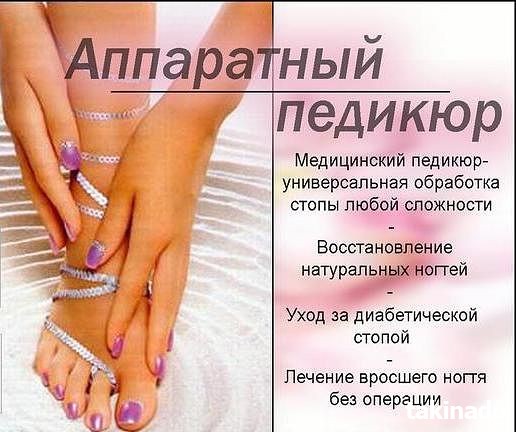 Аппаратный
педикюр
Медицинский педикюр-
универсальная обработка
стопы любой сложности
-
Восстановление
натуральных ногтей
-
Уход за диабетической
стопой
-
Лечение вросшего ногтя
без операции